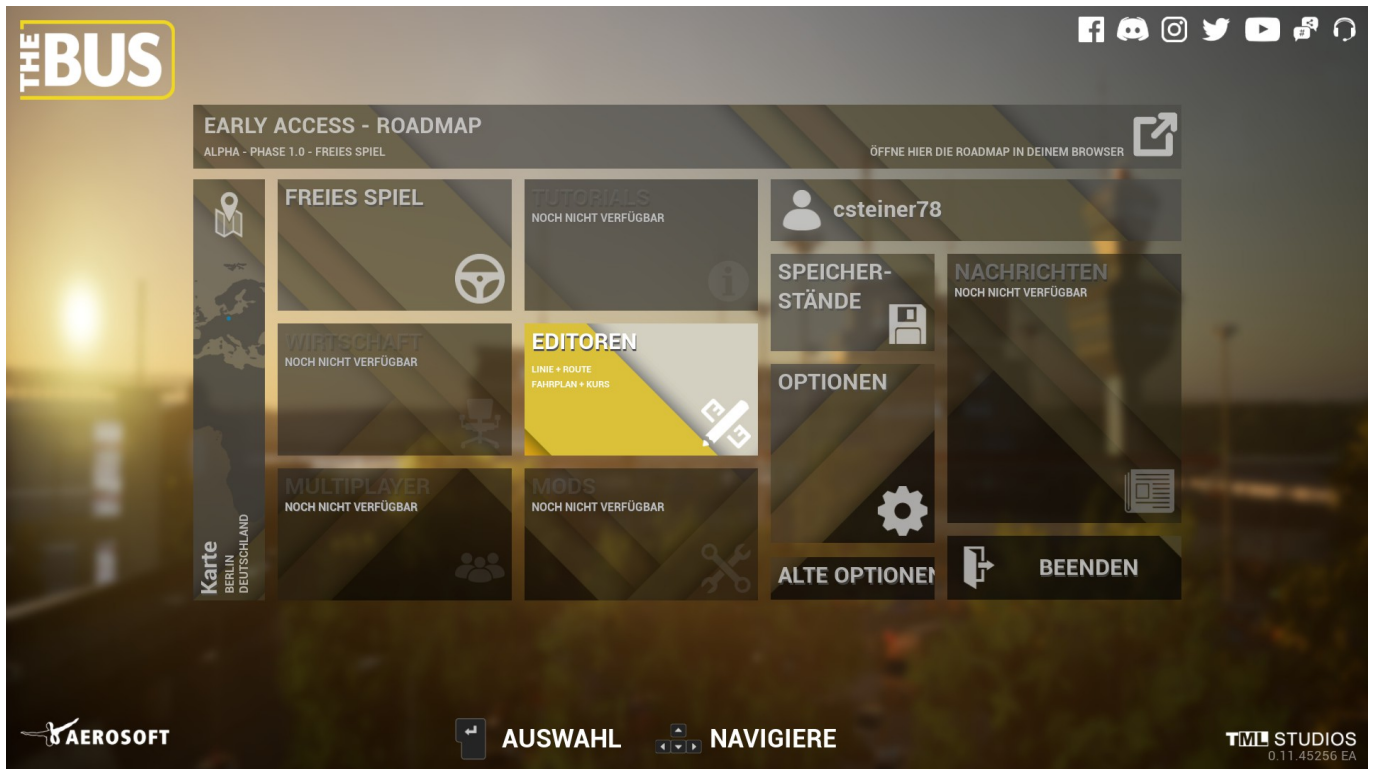 THE BUS
EARLY ACCESS - ROADMAP
ALPHA - PHASE 1.0 - FREIES SPIEL
ÖFFNE HIER DIE ROADMAP IN DEINEM BROWSER
Karte
BERLIN
DEUTSCHLAND
FREIES SPIEL
TUTORIALS
NOCH NICHT VERFÜGBAR
WIRTSCHAFT
NOCH NICHT VERFÜGBAR
EDITOREN
LINIE + ROUTE
FAHRPLAN + KURS
MULTIPLAYER
NOCH NICHT VERFÜGBAR
MODS
NOCH NICHT VERFÜGBAR
csteiner78
SPEICHER-
STÄNDE
NACHRICHTEN
NOCH NICHT VERFÜGBAR
OPTIONEN
ALTE OPTIONEN
BEENDEN
AEROSOFT
AUSWAHL
NAVIGIERE
TML STUDIOS
0.11.45256 EA